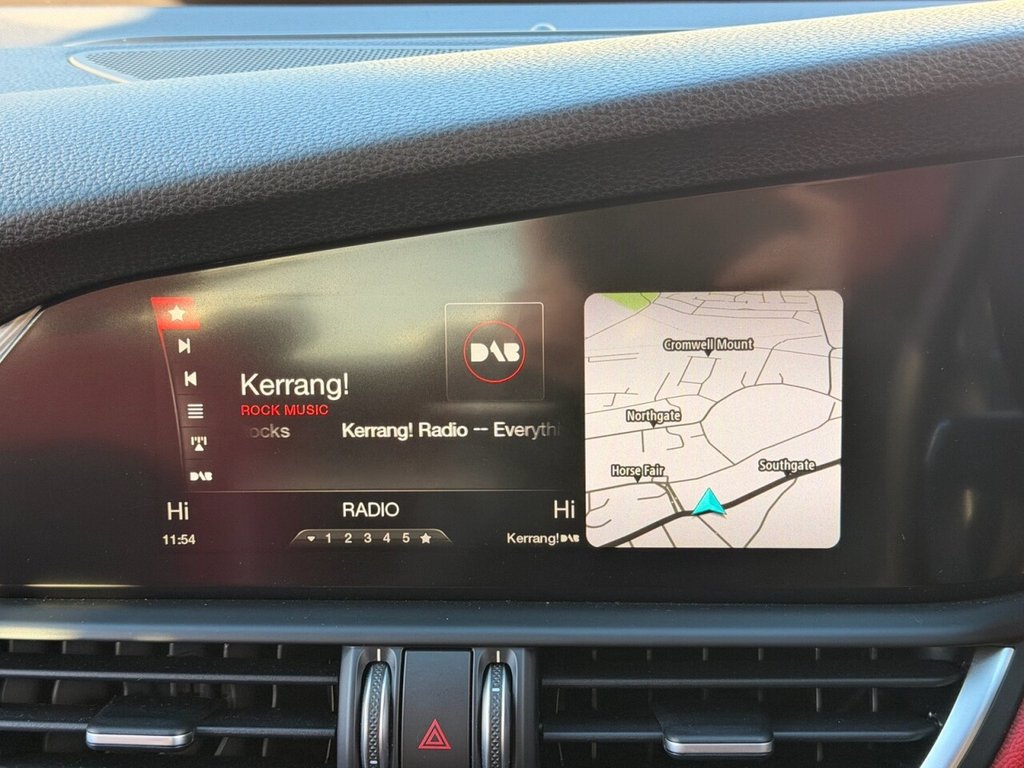 DAB
Kerrang!
ROCK MUSIC
ocks Kerrang! Radio -- Everythi
DAB
Hi RADIO Hi
11:54 1 2 3 4 5 Kerrang! DAB
Cromwell Mount
Northgate
Horse Fair
Southgate